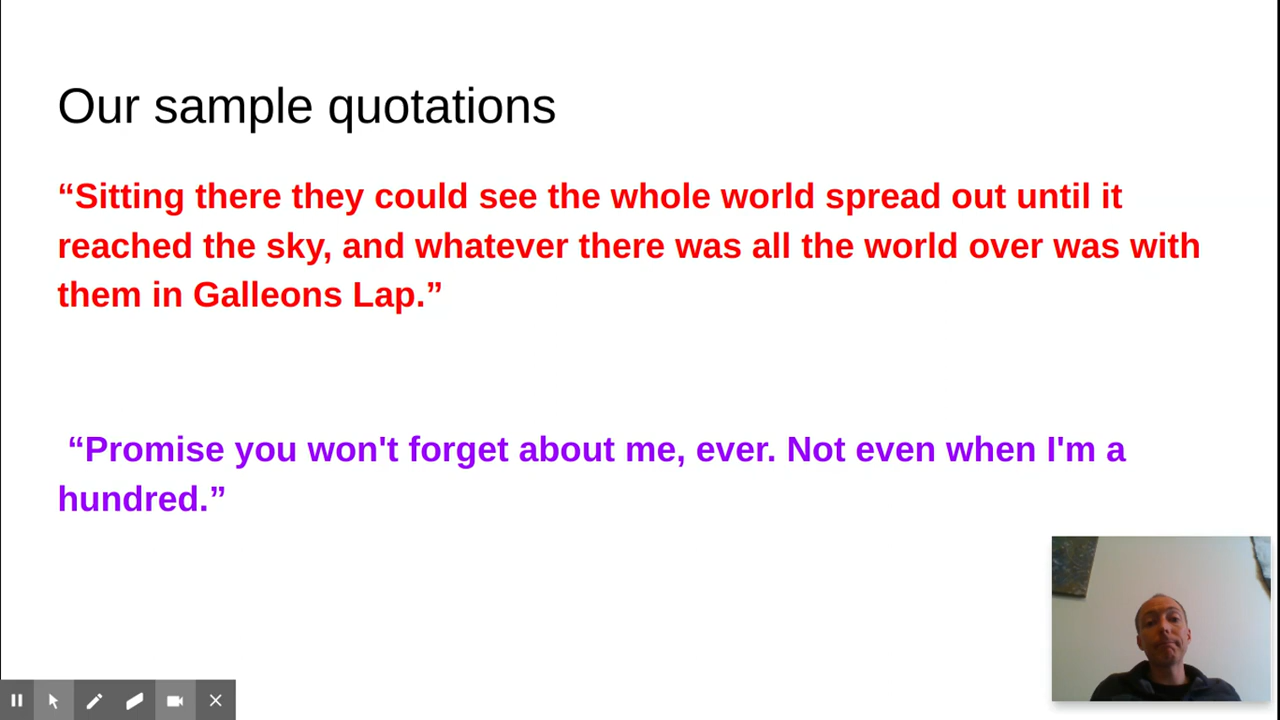 Our sample quotations
“Sitting there they could see the whole world spread out until it
reached the sky, and whatever there was all the world over was with
them in Galleons Lap.”
“Promise you won't forget about me, ever. Not even when I'm a
hundred.”